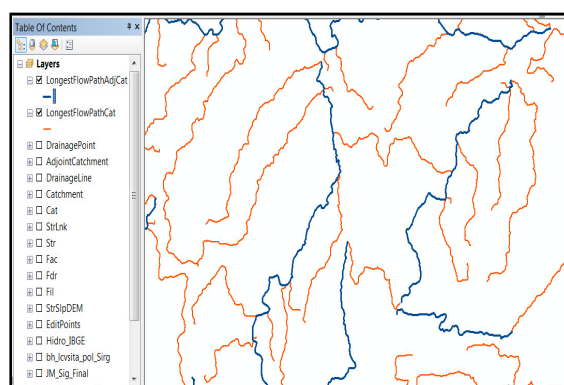 Table Of Contents
Layers
LongestFlowPathAdjCat
LongestFlowPathCat
DrainagePoint
AdjointCatchment
DrainageLine
Catchment
Cat
StrLnk
Str
Fac
Fdr
Fil
StrSlpDEM
EditPoints
Hidro_IBGE
bh_lcvsita_pol_Sirg
JM_Sig_Final